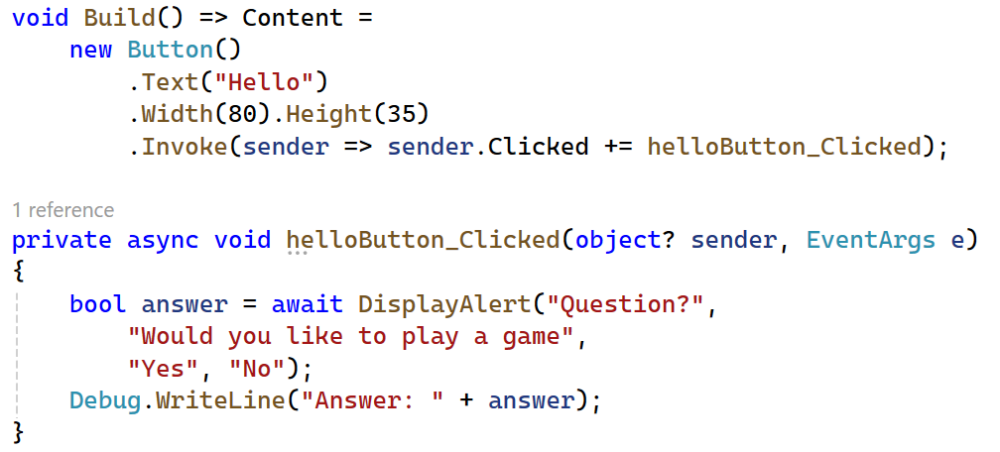 void Build() => Content =
    new Button()
        .Text("Hello")
        .Width(80).Height(35)
        .Invoke(sender => sender.Clicked += helloButton_Clicked);
1 reference
private async void helloButton_Clicked(object? sender, EventArgs e)
{
    bool answer = await DisplayAlert("Question?",
        "Would you like to play a game",
        "Yes", "No");
    Debug.WriteLine("Answer: " + answer);
}